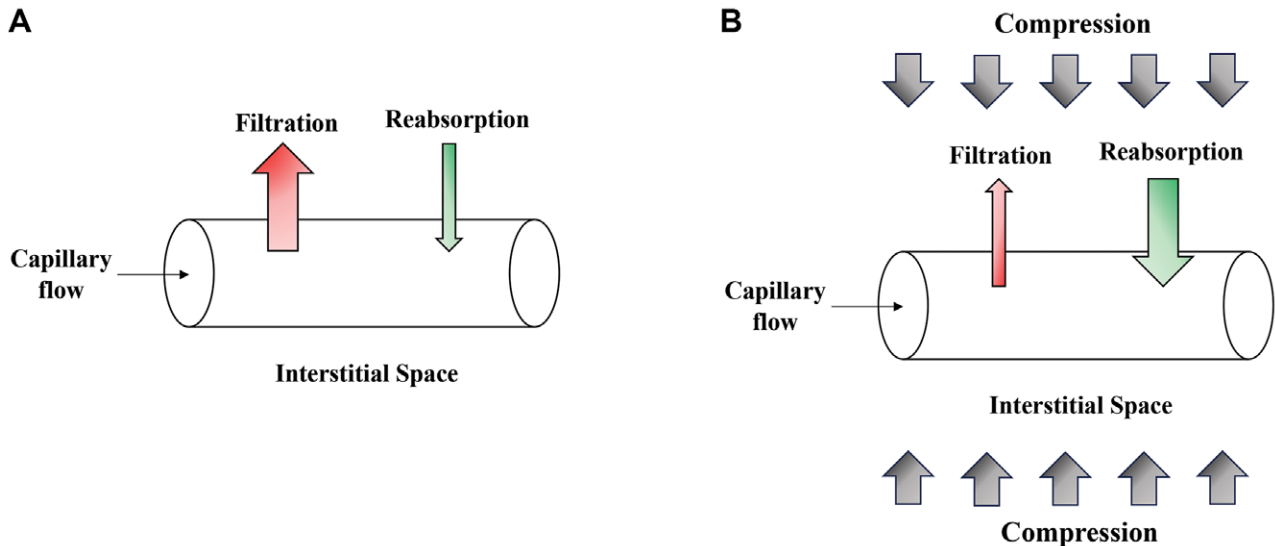 A
Filtration
Reabsorption
Capillary
flow
Interstitial Space
B
Compression
Filtration
Reabsorption
Capillary
flow
Interstitial Space
Compression